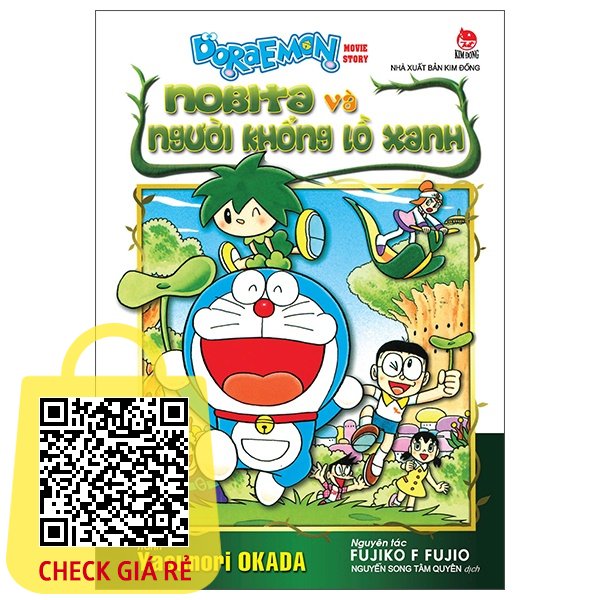 DORAEMON
MOVIE
STORY
KIM ĐỒNG
NHÀ XUẤT BẢN KIM ĐỒNG
NOBITA và
NGƯỜI KHỔNG LỒ XANH
Yasunori OKADA
Nguyên tác
FUJIKO F FUJIO
NGUYỄN SONG TÂM QUYÊN dịch
CHECK GIÁ RẺ